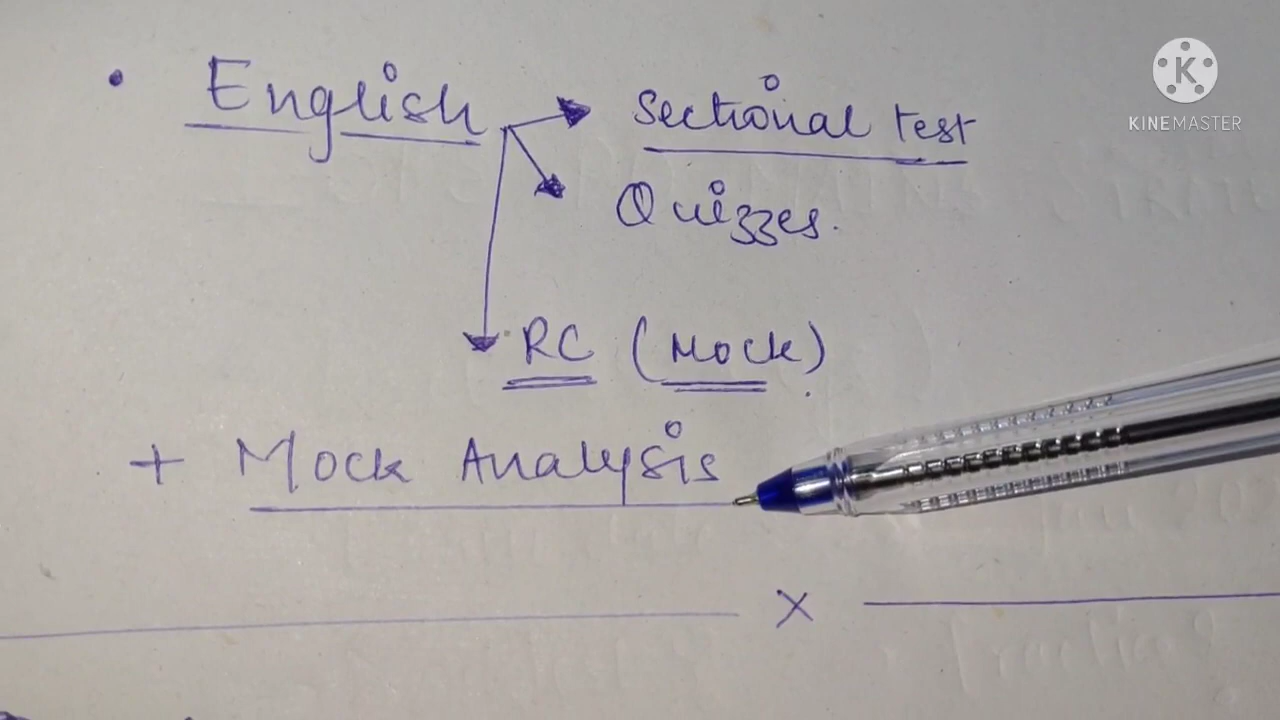 • English → Sectional test
Quizzes.
RC (Mock)
+ Mock Analysis
x
K
KINEMASTER